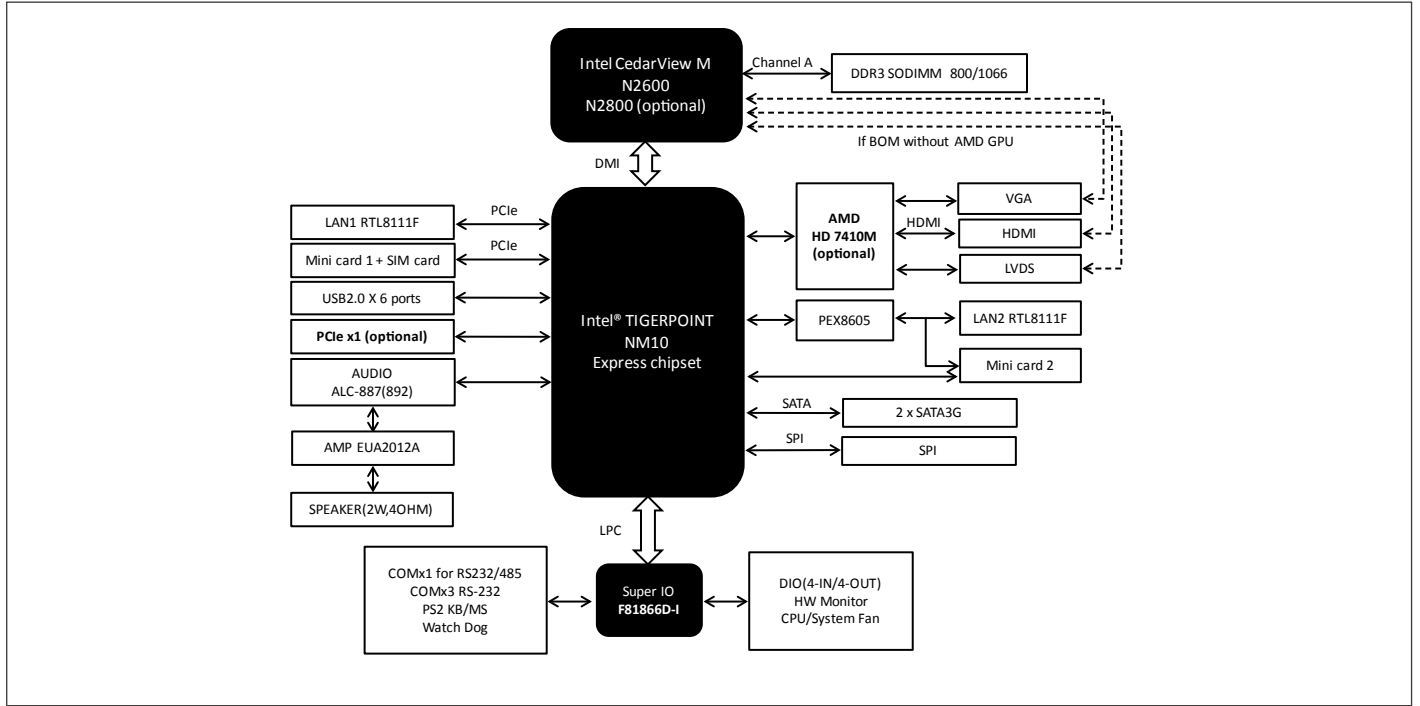 Intel CedarView M
N2600
N2800 (optional)
Channel A
DDR3 SODIMM 800/1066
If BOM without AMD GPU
DMI
LAN1 RTL8111F
PCIe
Mini card 1 + SIM card
PCIe
USB2.0 X 6 ports
PCIe x1 (optional)
AUDIO
ALC-887(892)
AMP EUA2012A
SPEAKER(2W,4OHM)
Intel® TIGERPOINT
NM10
Express chipset
AMD
HD 7410M
(optional)
HDMI
VGA
HDMI
LVDS
PEX8605
LAN2 RTL8111F
Mini card 2
SATA
2 x SATA3G
SPI
SPI
LPC
COMx1 for RS232/485
COMx3 RS-232
PS2 KB/MS
Watch Dog
Super IO
F81866D-I
DIO(4-IN/4-OUT)
HW Monitor
CPU/System Fan